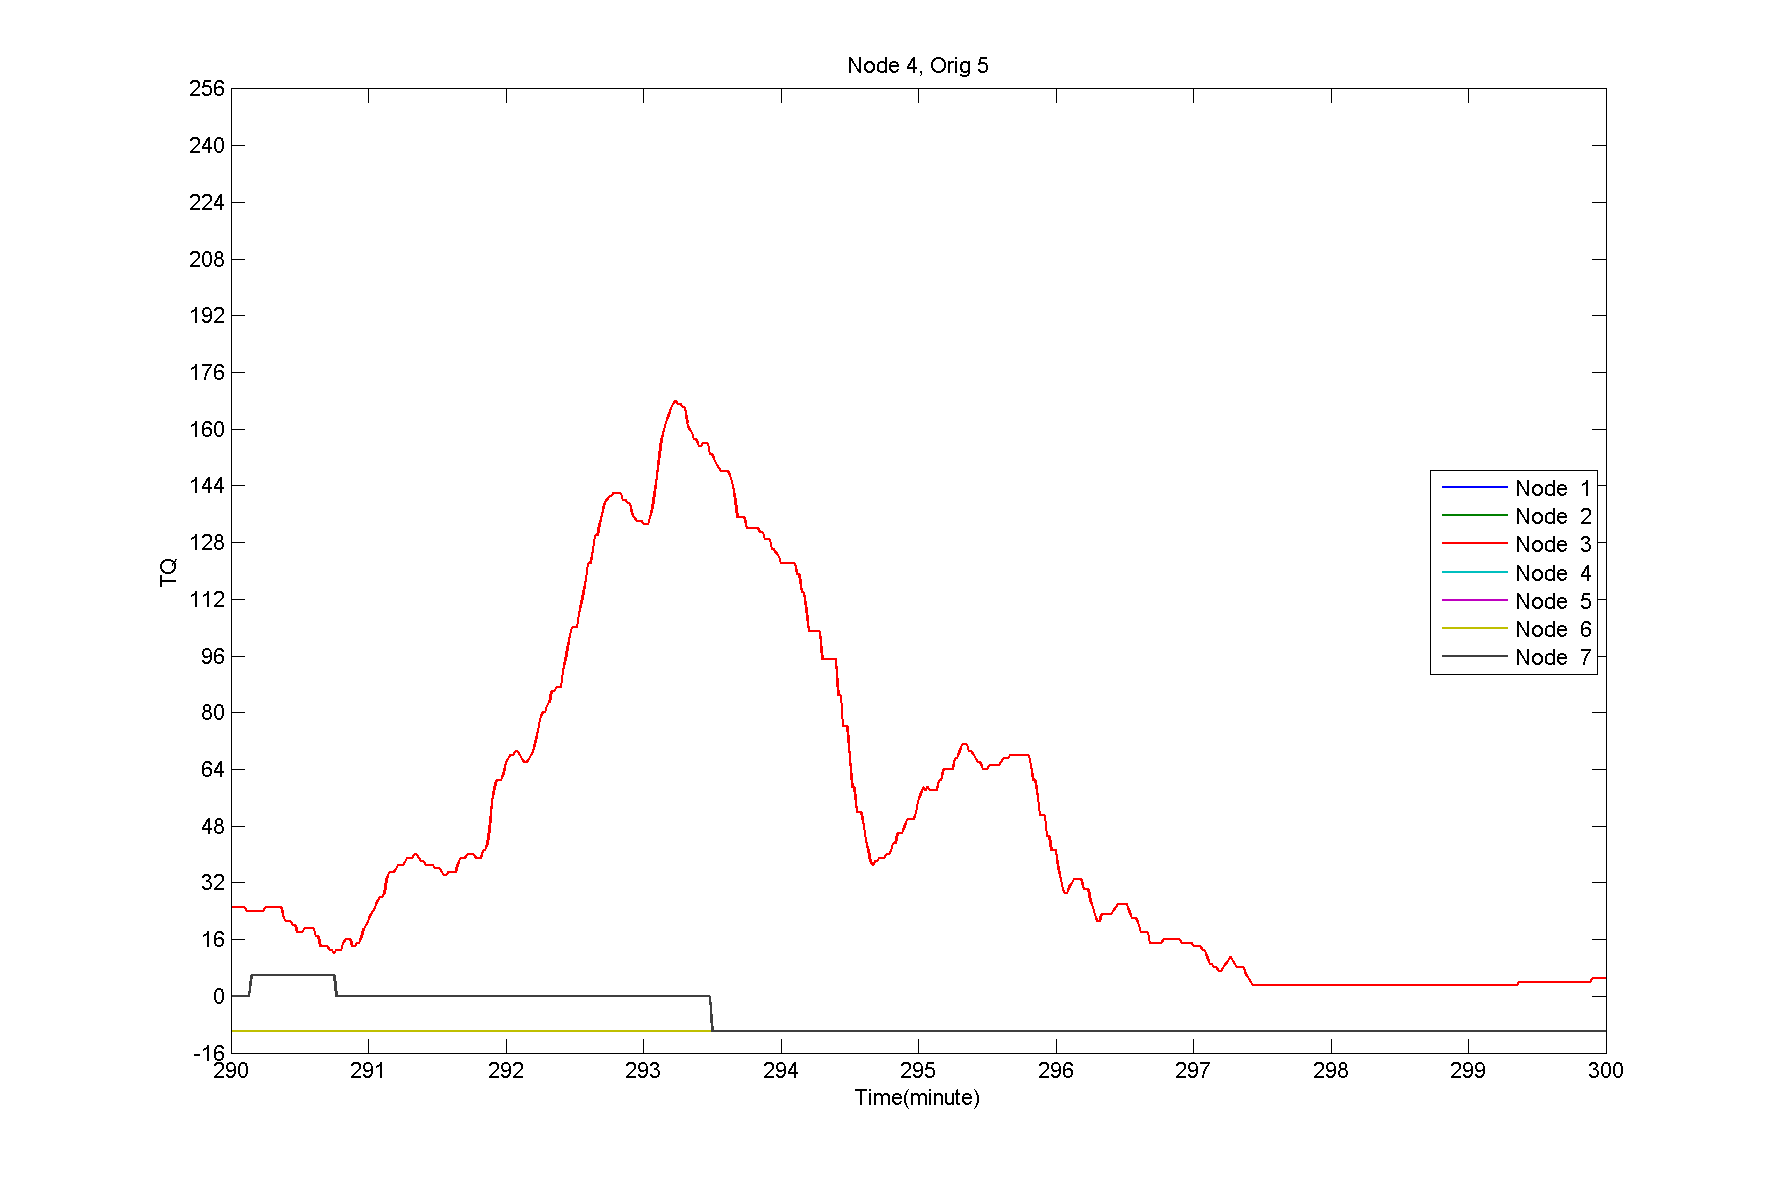 Node 4, Orig 5
256
240
224
208
192
176
160
144
128
112
96
80
64
48
32
16
0
-16
TQ
Node 1
Node 2
Node 3
Node 4
Node 5
Node 6
Node 7
290 291 292 293 294 295 296 297 298 299 300
Time(minute)